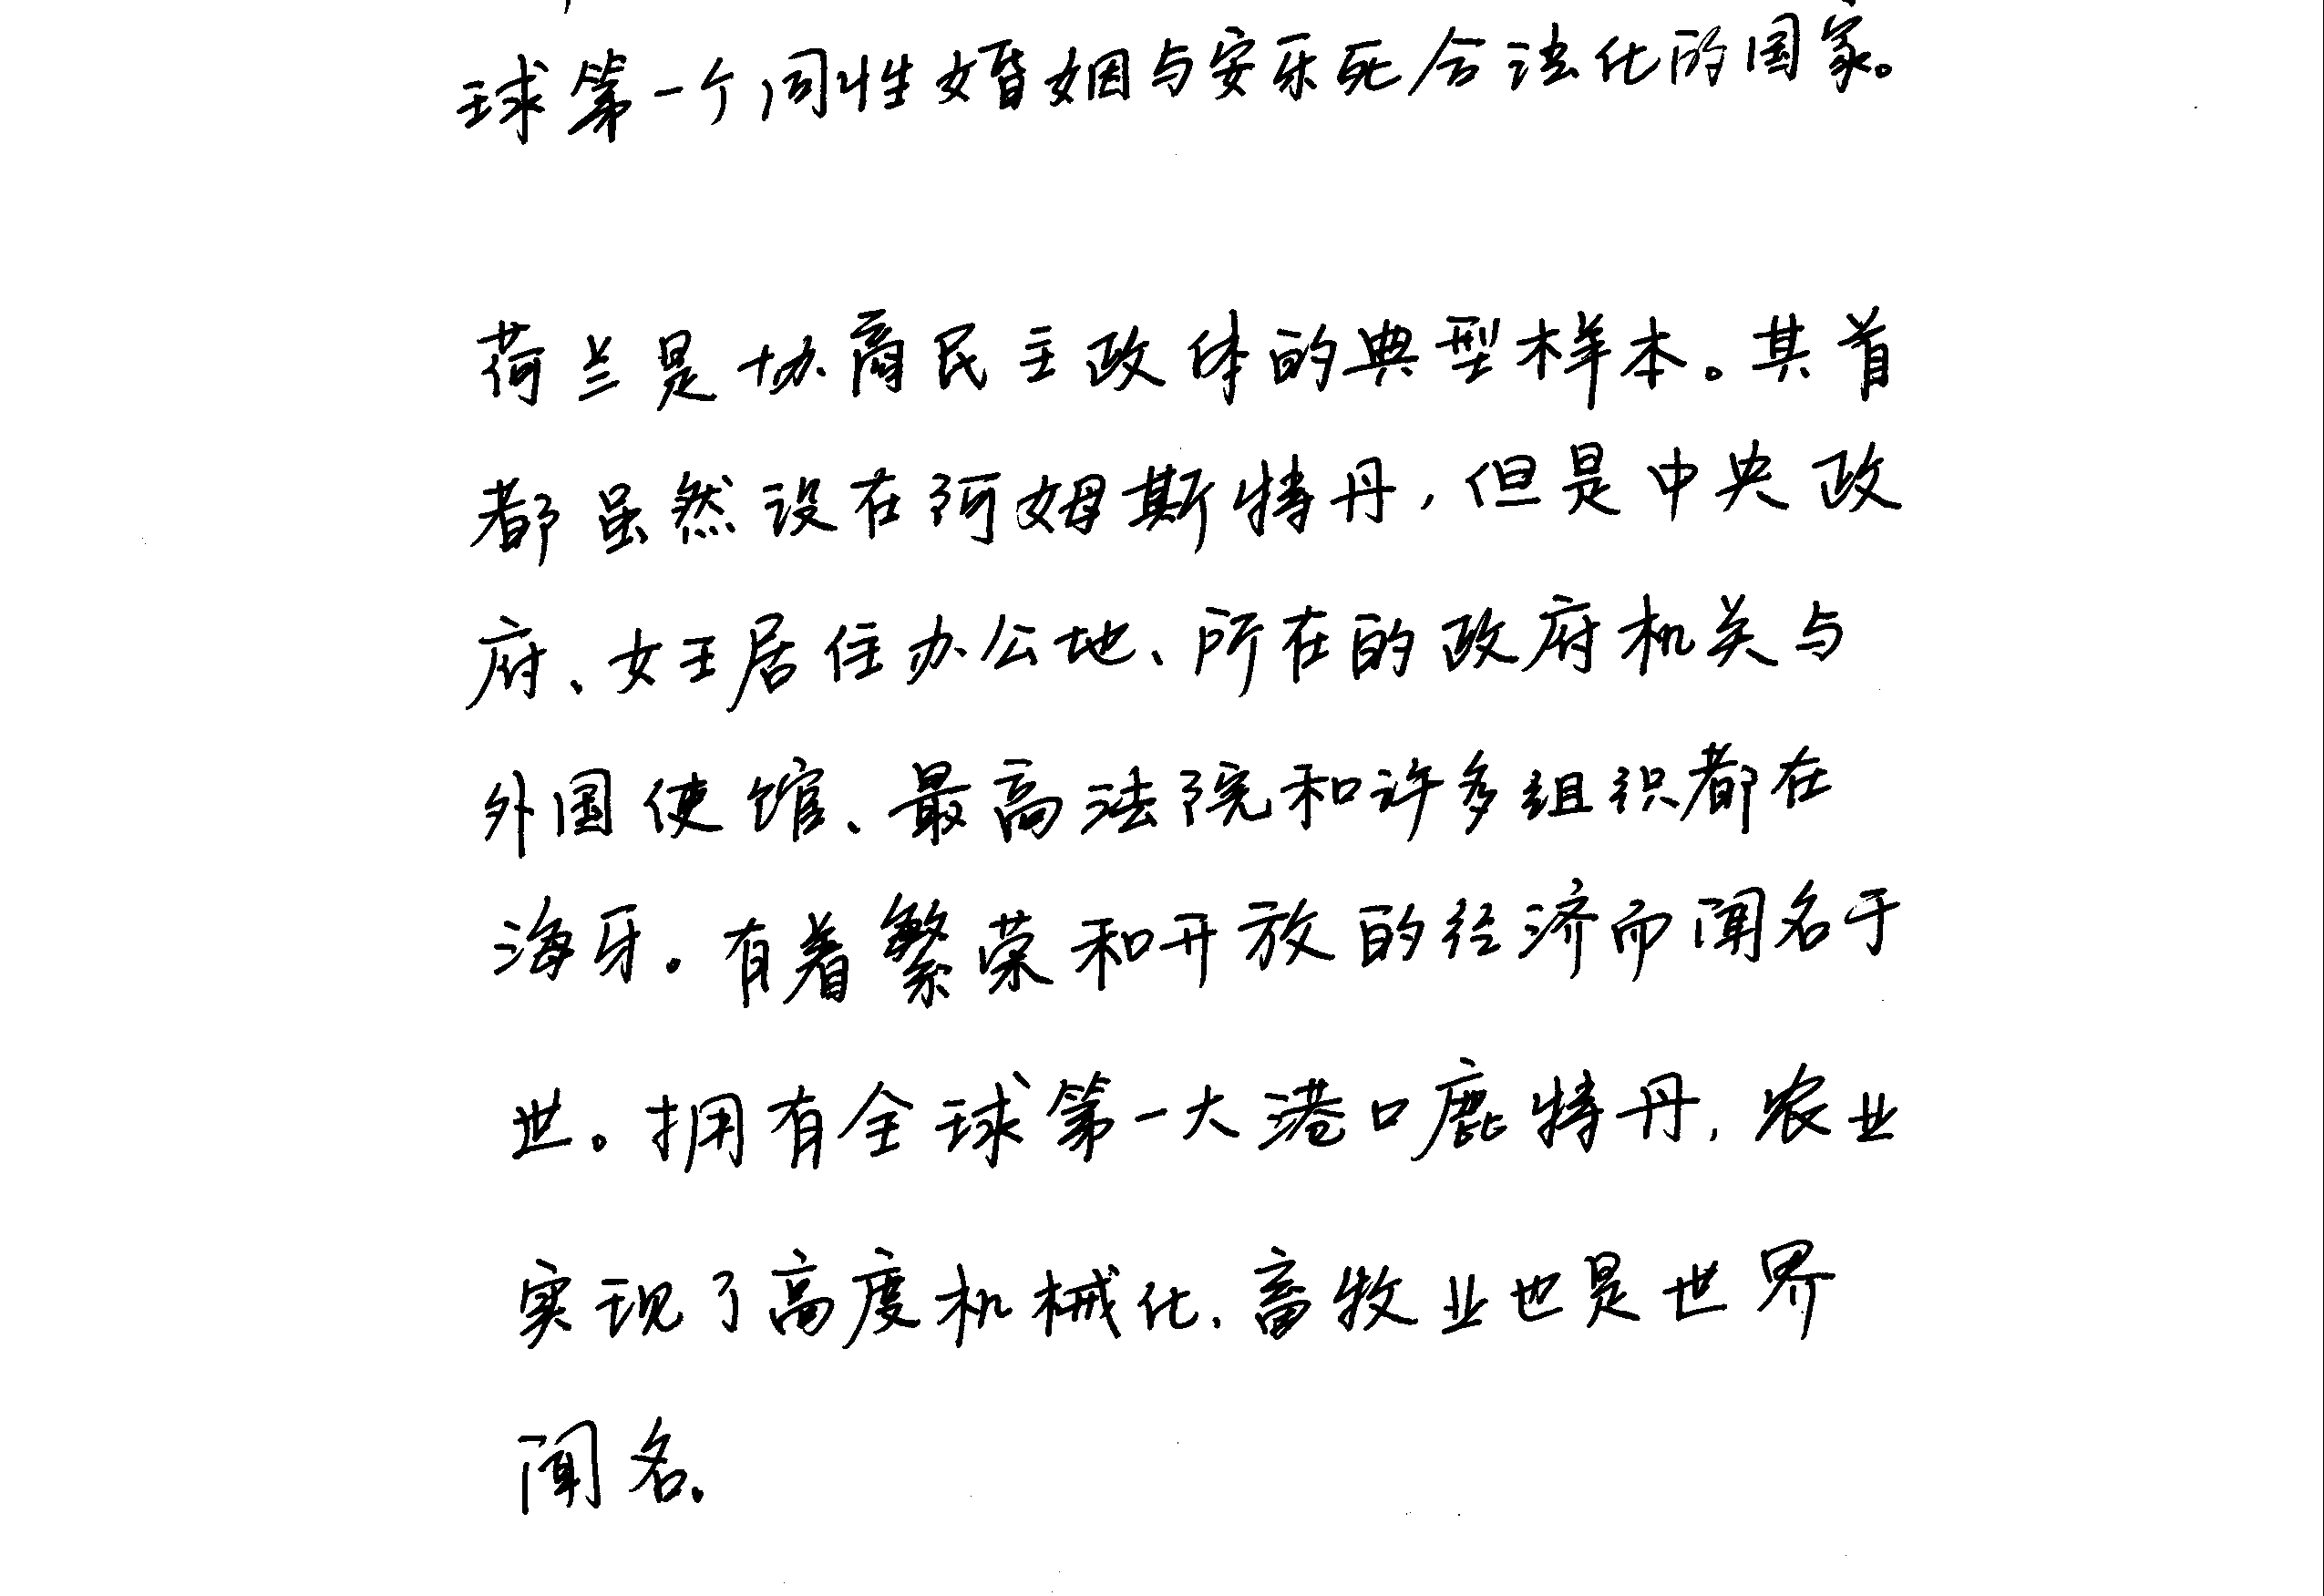 球第一个同性婚姻与安乐死合法化的国家。
荷兰是协商民主政体的典型样本。其首
都虽然设在阿姆斯特丹，但是中央政
府、女王居住办公地、所在的政府机关与
外国使馆、最高法院和许多组织都在
海牙。有着繁荣和开放的经济而闻名于
世。拥有全球第一大港口鹿特丹，农业
实现了高度机械化，畜牧业也是世界
闻名。